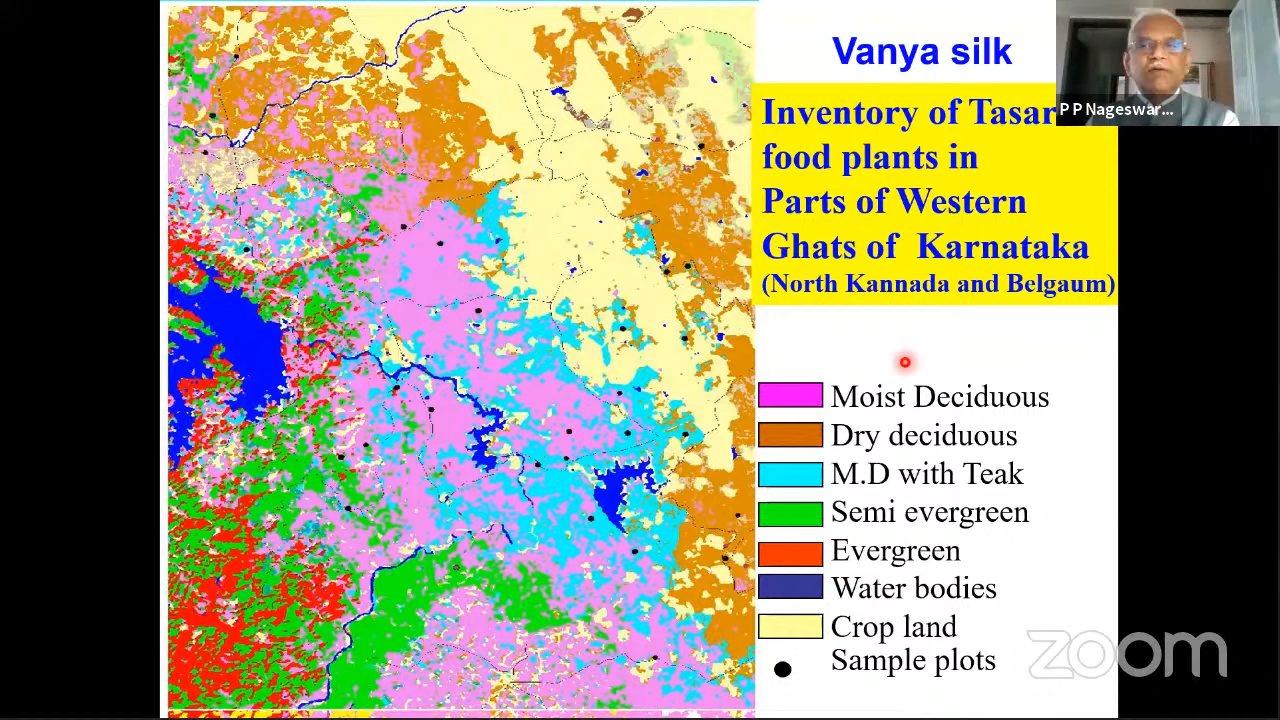 Vanya silk
Inventory of Tasar
food plants in
Parts of Western
Ghats of Karnataka
(North Kannada and Belgaum)
P P Nageswar...
Moist Deciduous
Dry deciduous
M.D with Teak
Semi evergreen
Evergreen
Water bodies
Crop land
Sample plots
zoom